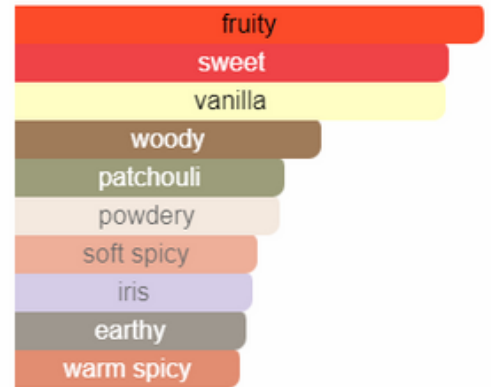 fruity
sweet
vanilla
woody
patchouli
powdery
soft spicy
iris
earthy
warm spicy